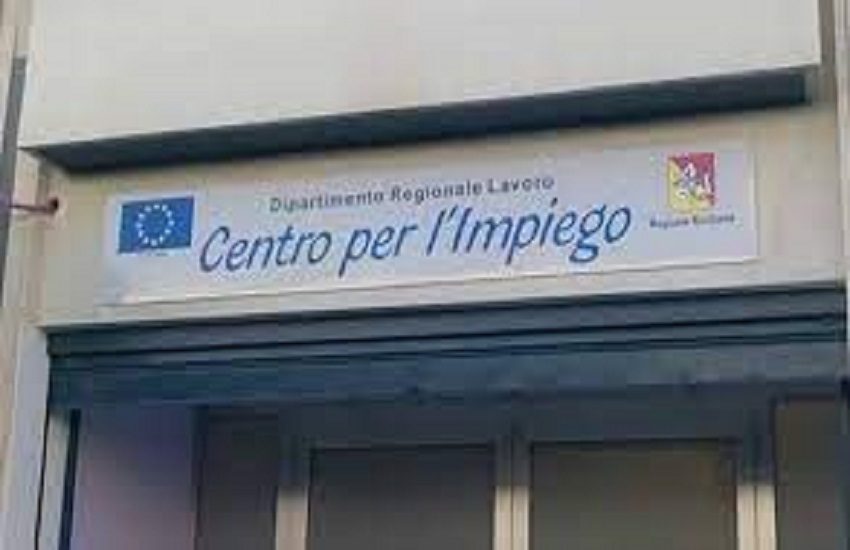 Dipartimento Regionale Lavoro
Centro per l'Impiego
Regione Siciliana